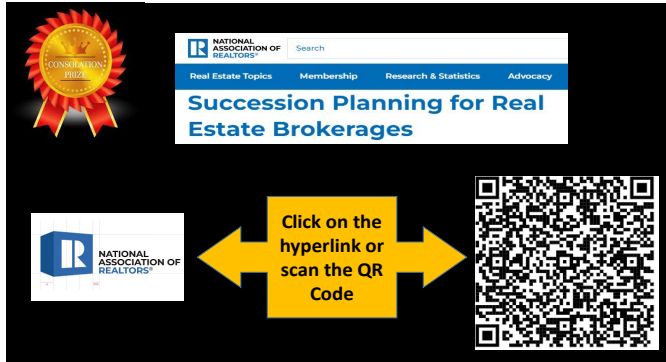 CONSOLATION
PRIZE
NATIONAL
ASSOCIATION OF
REALTORS®
Search
Real Estate Topics Membership Research & Statistics Advocacy
Succession Planning for Real
Estate Brokerages
NATIONAL
ASSOCIATION OF
REALTORS®
Click on the
hyperlink or
scan the QR
Code